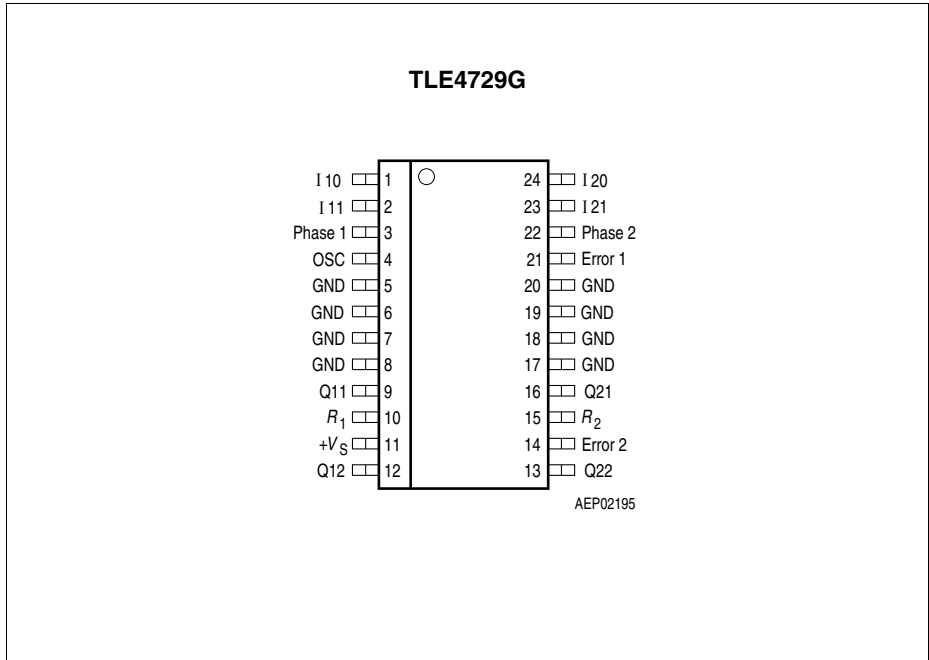 TLE4729G
I 10 1 24 I 20
I 11 2 23 I 21
Phase 1 3 22 Phase 2
OSC 4 21 Error 1
GND 5 20 GND
GND 6 19 GND
GND 7 18 GND
GND 8 17 GND
Q11 9 16 Q21
R1 10 15 R2
+VS 11 14 Error 2
Q12 12 13 Q22
AEP02195